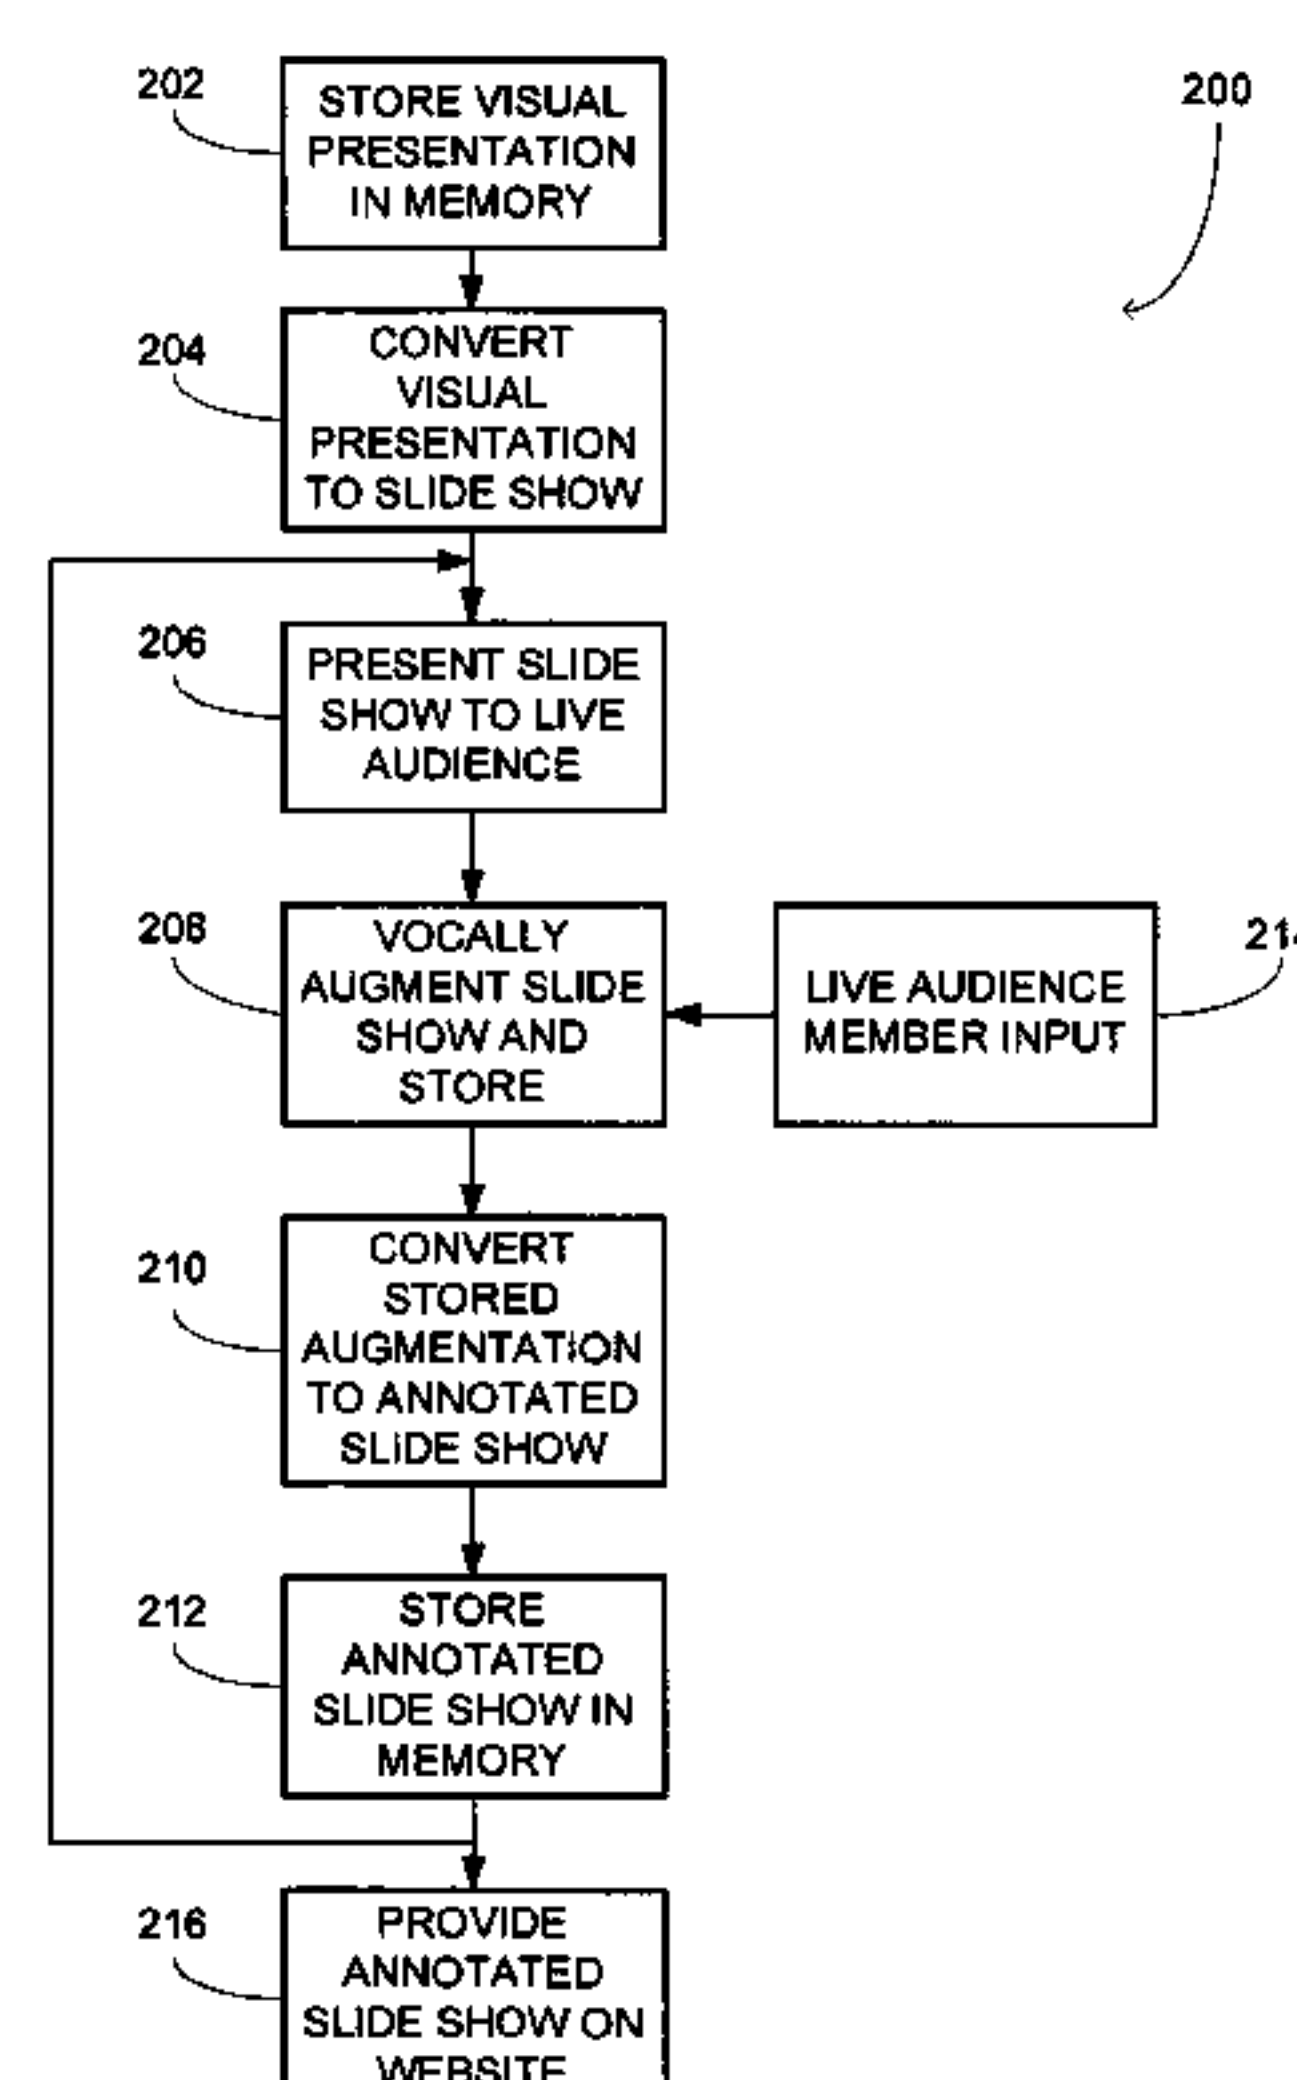 202
STORE VISUAL
PRESENTATION
IN MEMORY
200
204
CONVERT
VISUAL
PRESENTATION
TO SLIDE SHOW
206
PRESENT SLIDE
SHOW TO LIVE
AUDIENCE
208
VOCALLY
AUGMENT SLIDE
SHOW AND
STORE
LIVE AUDIENCE
MEMBER INPUT
214
210
CONVERT
STORED
AUGMENTATION
TO ANNOTATED
SLIDE SHOW
212
STORE
ANNOTATED
SLIDE SHOW IN
MEMORY
216
PROVIDE
ANNOTATED
SLIDE SHOW ON
WEBSITE